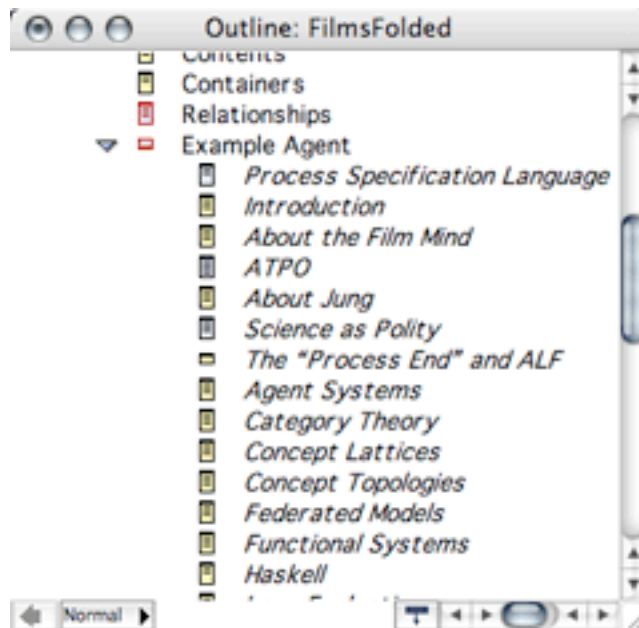 Outline: FilmsFolded
Contents
Containers
Relationships
Example Agent
Process Specification Language
Introduction
About the Film Mind
ATPO
About Jung
Science as Polity
The “Process End” and ALF
Agent Systems
Category Theory
Concept Lattices
Concept Topologies
Federated Models
Functional Systems
Haskell
Normal